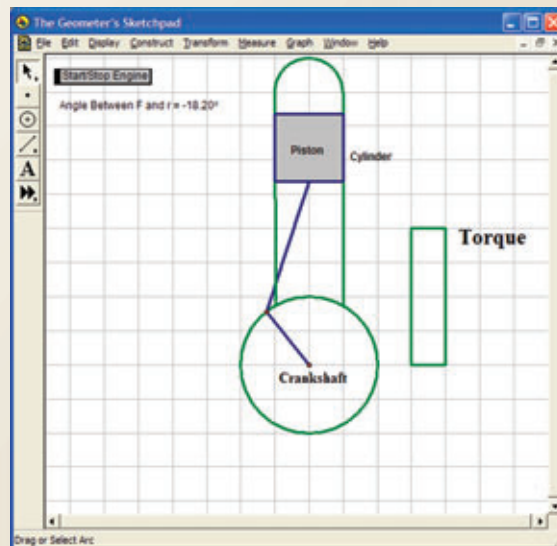 The Geometer's Sketchpad
File Edit Display Construct Transform Measure Graph Window Help
Start/Stop Engine
Angle Between F and r = -18.20°
Piston
Cylinder
Torque
A
Crankshaft
Drag or Select Arc